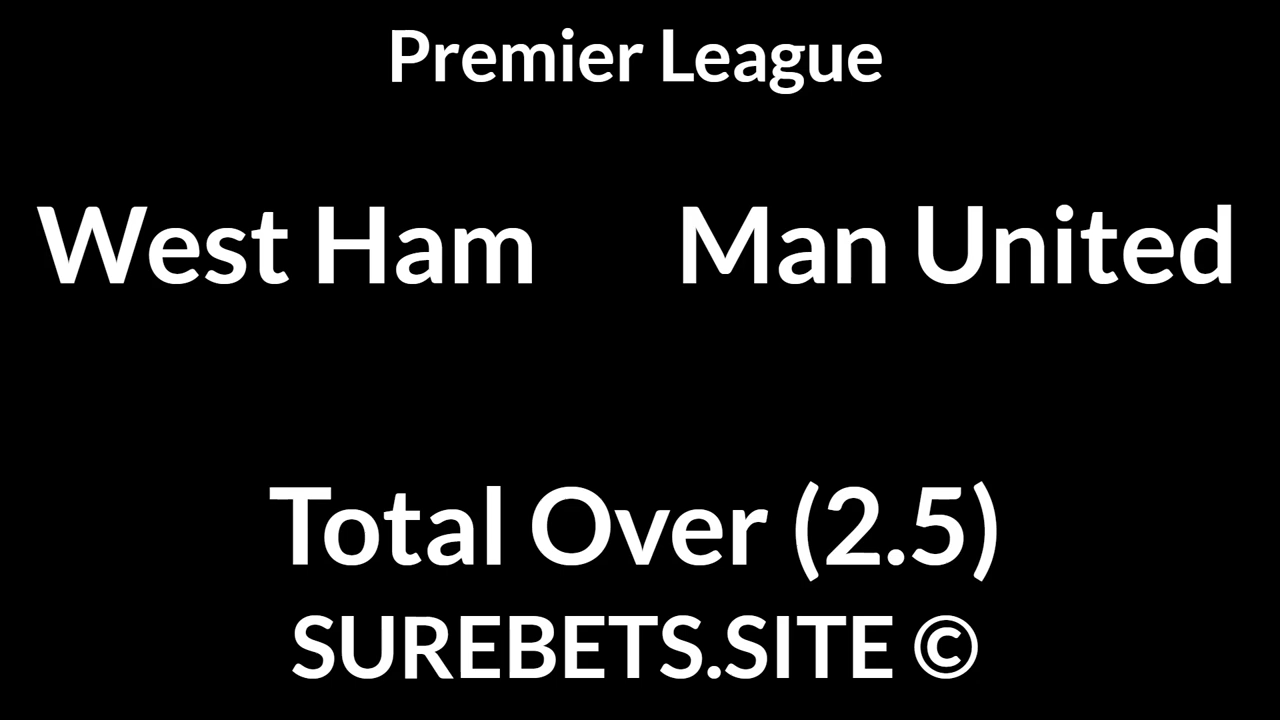 Premier League
West Ham Man United
Total Over (2.5)
SUREBETS.SITE ©